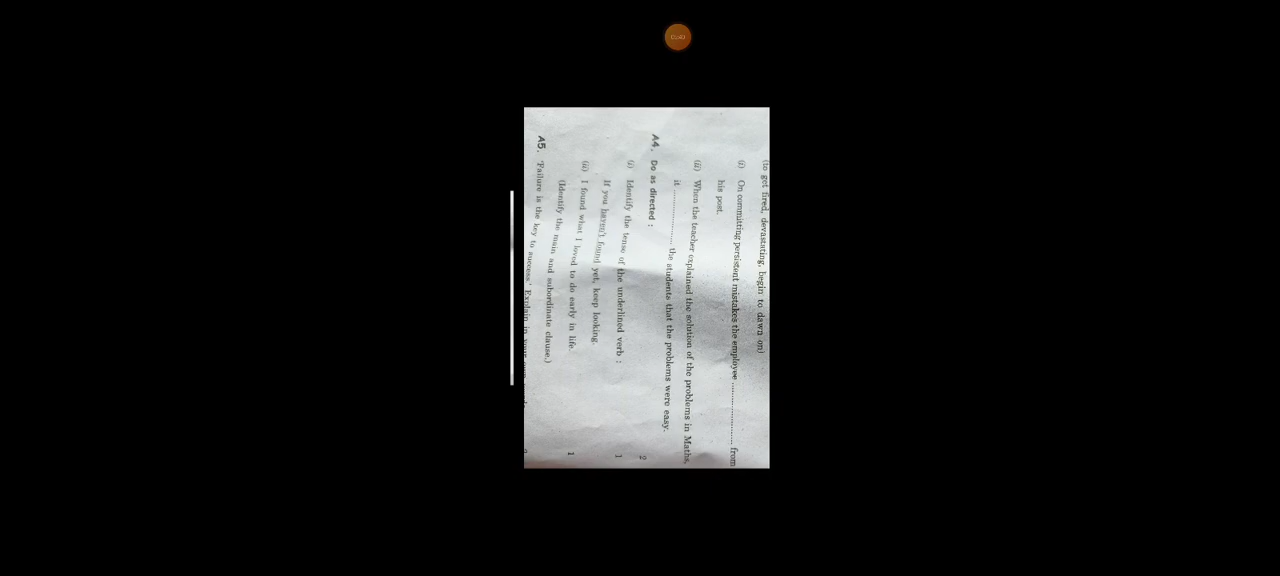 (to get fired, devastating, begin to dawn on)
(i) On committing persistent mistakes the employee .............................. from
his post.
(ii) When the teacher explained the solution of the problems in Maths,
it ........................ the students that the problems were easy.
A4. Do as directed : 2
(i) Identify the tense of the underlined verb : 1
If you haven't found yet, keep looking.
(ii) I found what I loved to do early in life. 1
(Identify the main and subordinate clause.)
A5. 'Failure is the key to success.' Explain in your own